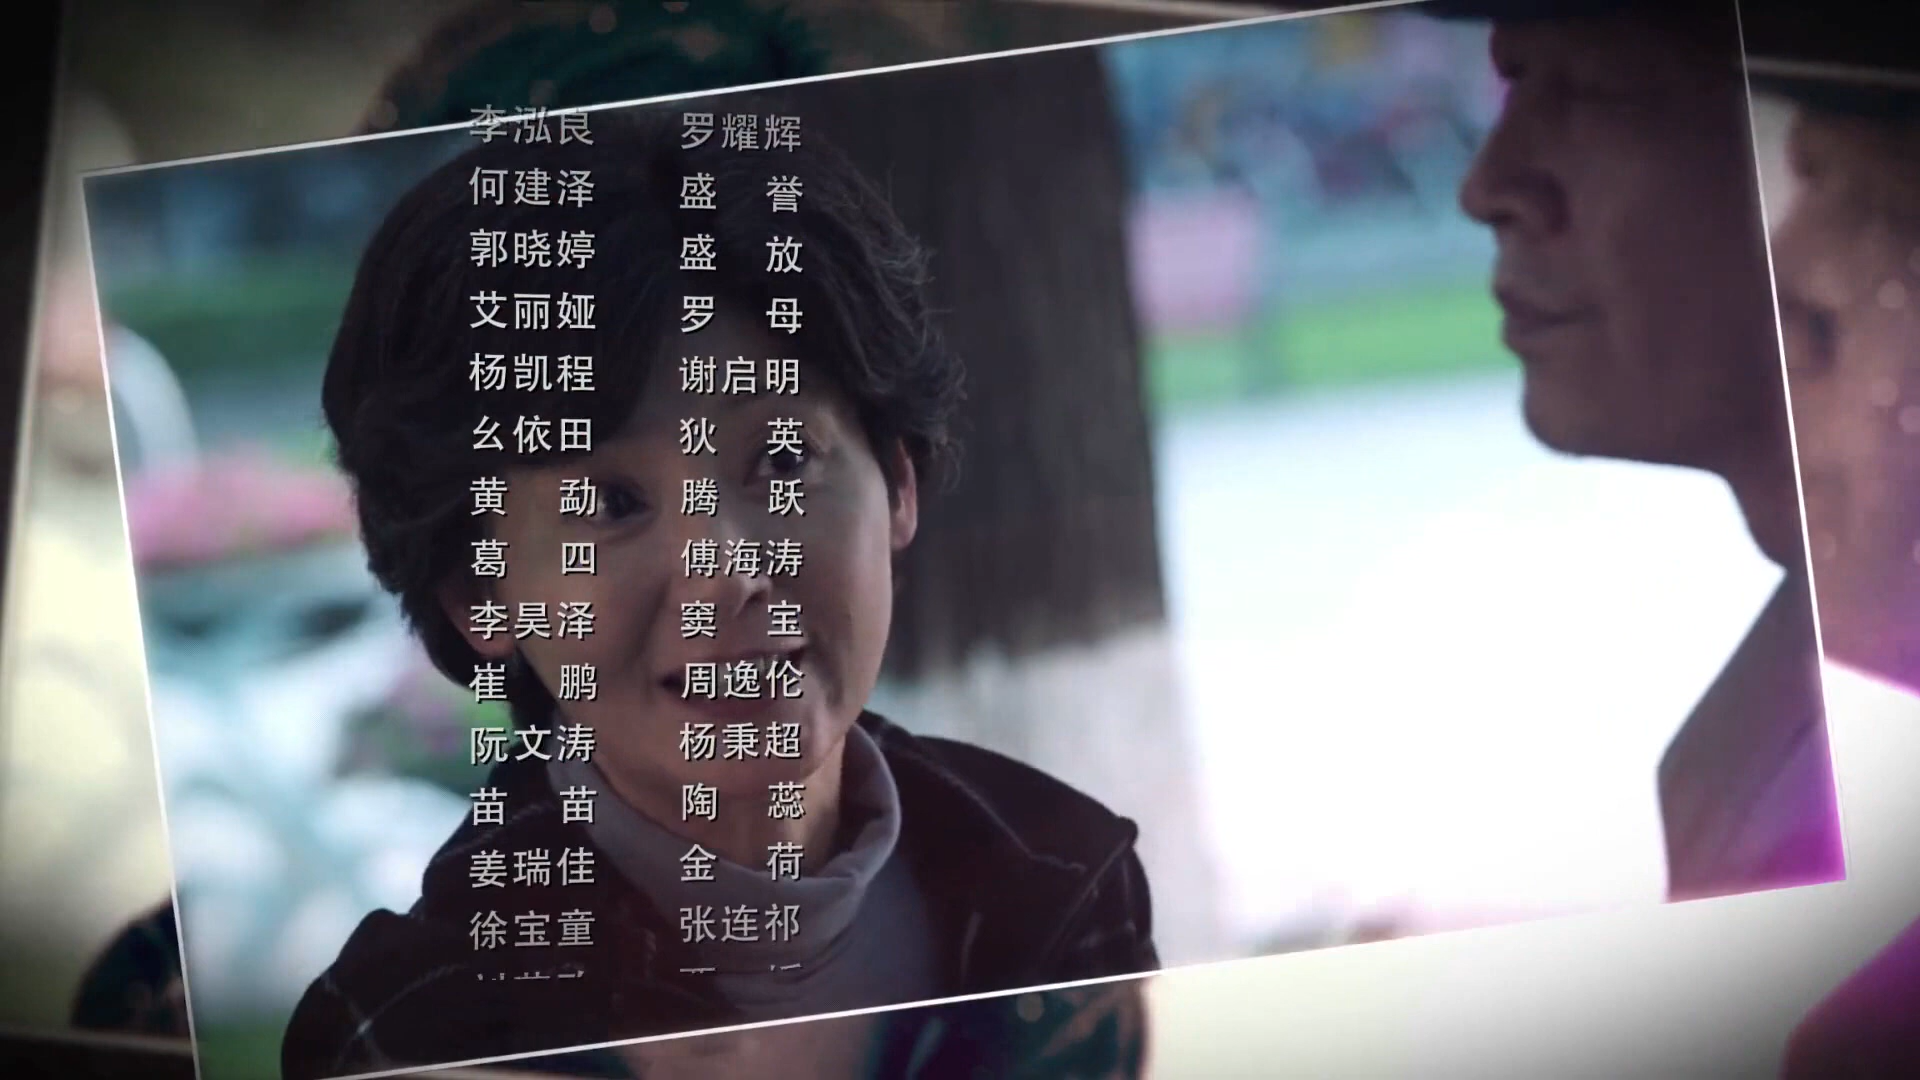 李泓良 罗耀辉
何建泽 盛誉
郭晓婷 盛放
艾丽娅 罗母
杨凯程 谢启明
幺依田 狄英
黄勐 腾跃
葛四 傅海涛
李昊泽 窦宝
崔鹏 周逸伦
阮文涛 杨秉超
苗苗 陶蕊
姜瑞佳 金荷
徐宝童 张连祁